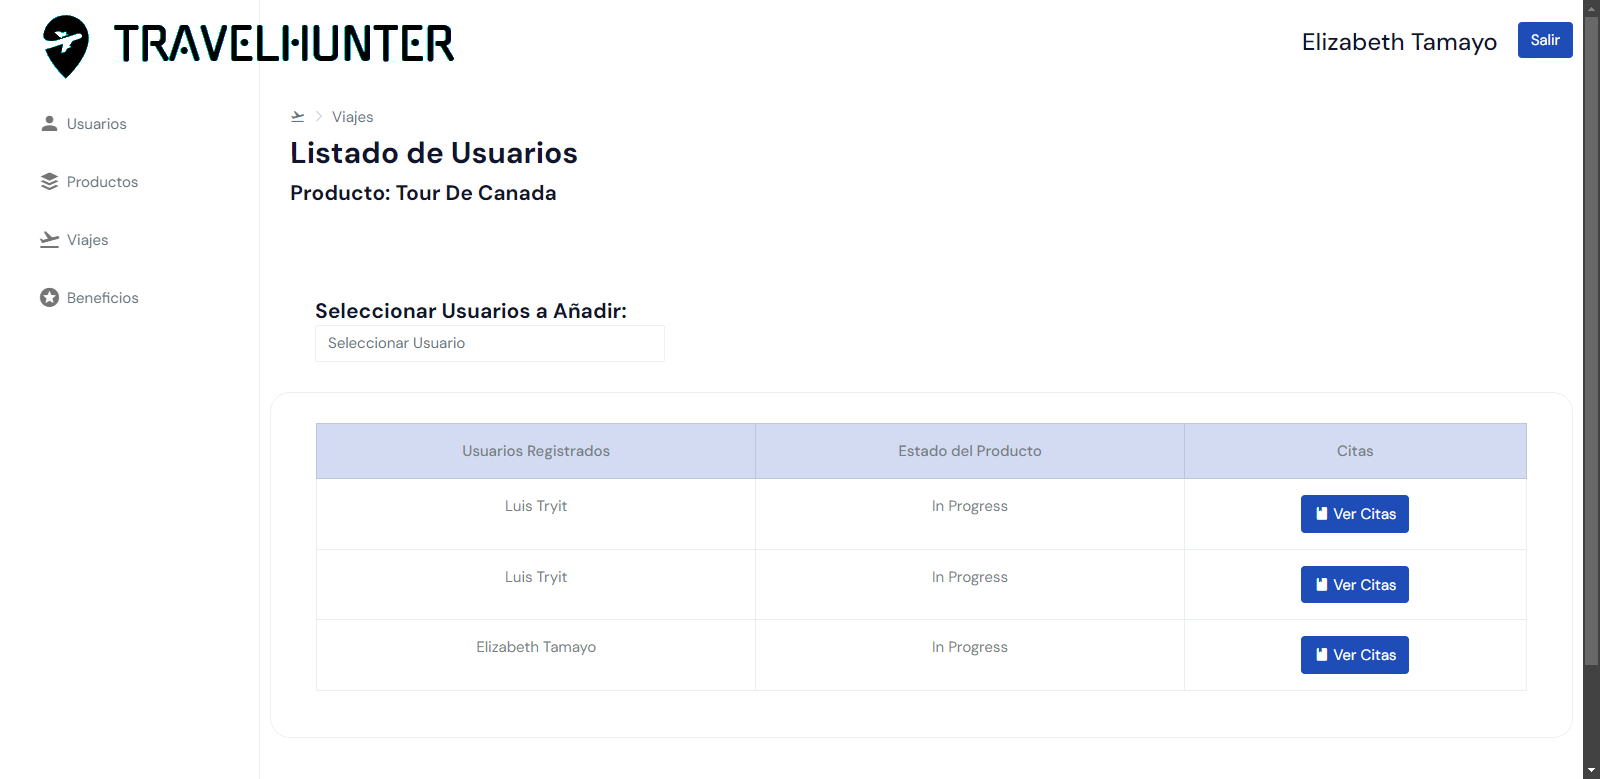 TRAVELHUNTER
Elizabeth Tamayo
Salir
Usuarios
Productos
Viajes
Beneficios
Viajes
Listado de Usuarios
Producto: Tour De Canada
Seleccionar Usuarios a Añadir:
Seleccionar Usuario
Usuarios Registrados Estado del Producto Citas
Luis Tryit In Progress Ver Citas
Luis Tryit In Progress Ver Citas
Elizabeth Tamayo In Progress Ver Citas